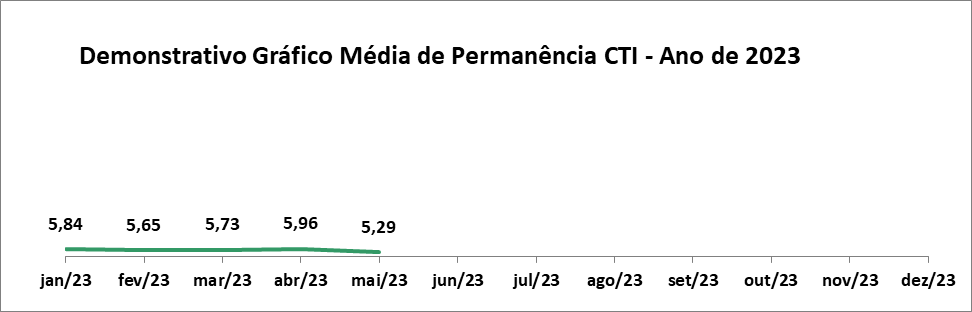 Demonstrativo Gráfico Média de Permanência CTI - Ano de 2023
5,84 5,65 5,73 5,96 5,29
jan/23 fev/23 mar/23 abr/23 mai/23 jun/23 jul/23 ago/23 set/23 out/23 nov/23 dez/23